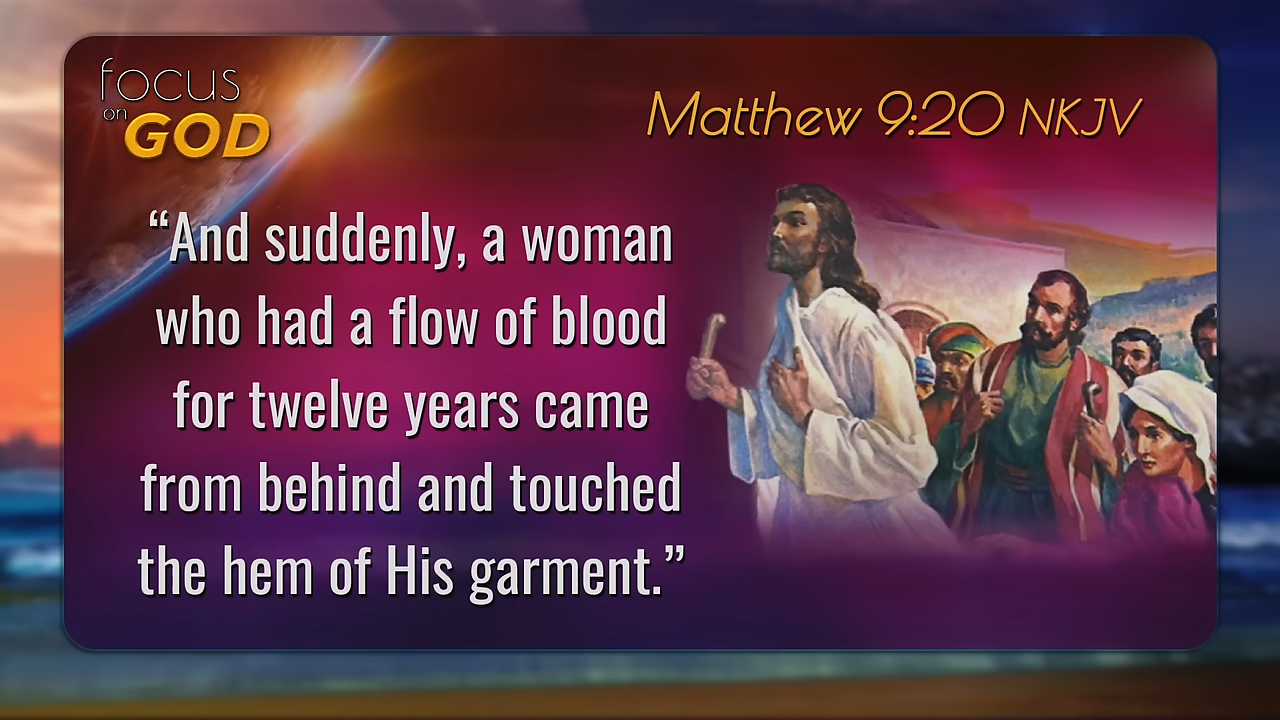 focus
on
GOD
Matthew 9:20 NKJV
“And suddenly, a woman
who had a flow of blood
for twelve years came
from behind and touched
the hem of His garment.”